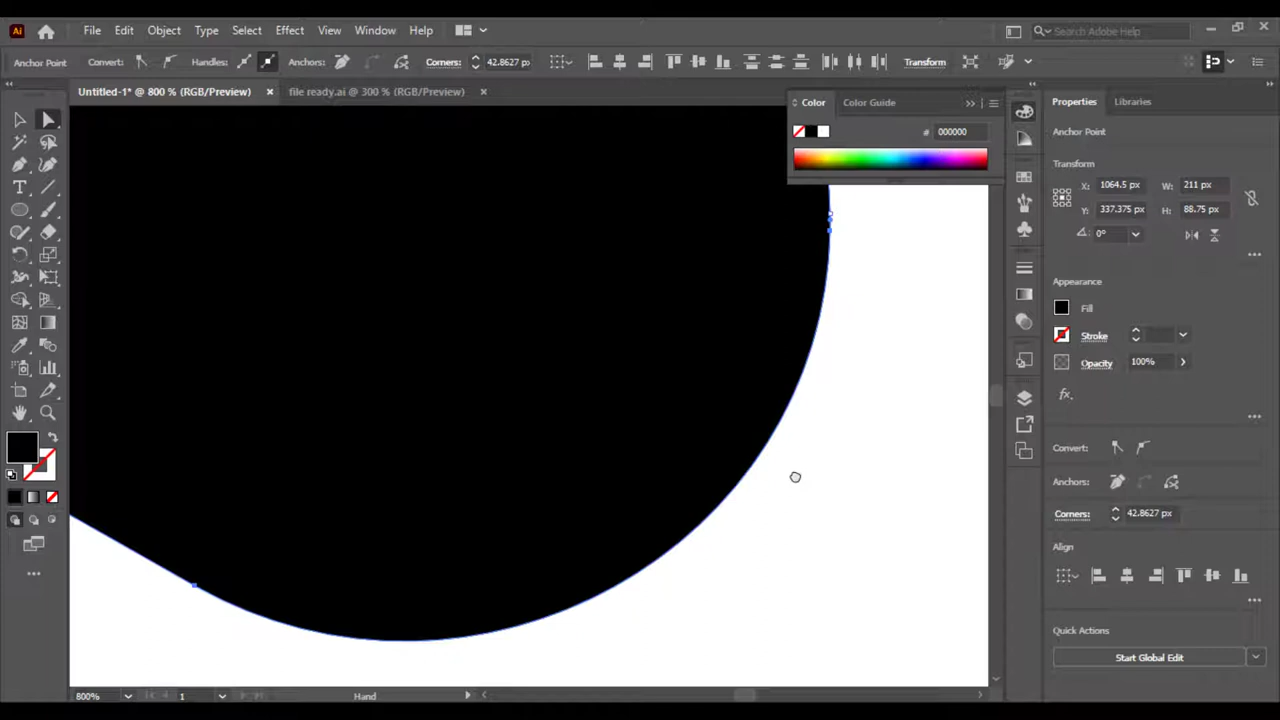 Ai File Edit Object Type Select Effect View Window Help Search Adobe Help
Anchor Point Convert: Handles: Anchors: Corners: 42.8627 px Transform
Untitled-1* @ 800 % (RGB/Preview) × file ready.ai @ 300 % (RGB/Preview) ×
Color Color Guide
# 000000
Properties Libraries
Anchor Point
Transform
X: 1064.5 px W: 211 px
Y: 337.375 px H: 88.75 px
0°
Appearance
Fill
Stroke
Opacity 100%
fx.
Convert:
Anchors:
Corners: 42.8627 px
Align
Quick Actions
Start Global Edit
800% 1 Hand